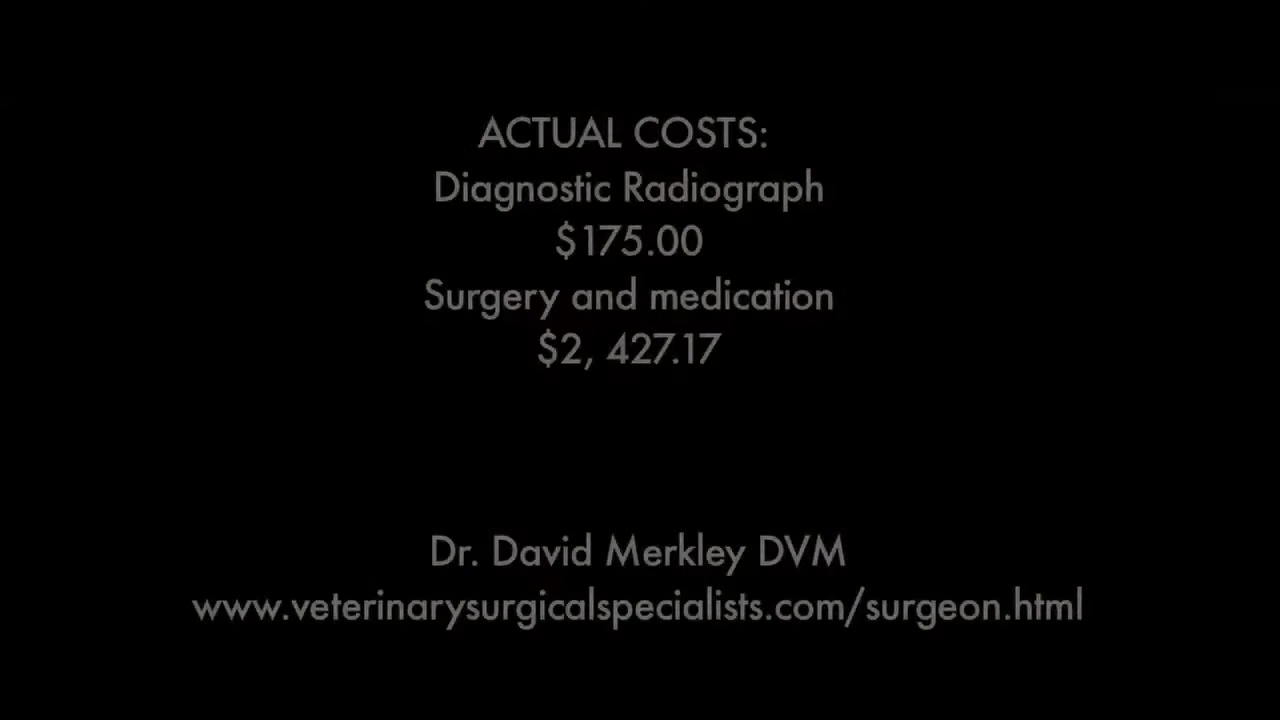 ACTUAL COSTS:
Diagnostic Radiograph
$175.00
Surgery and medication
$2, 427.17
Dr. David Merkley DVM
www.veterinarysurgicalspecialists.com/surgeon.html